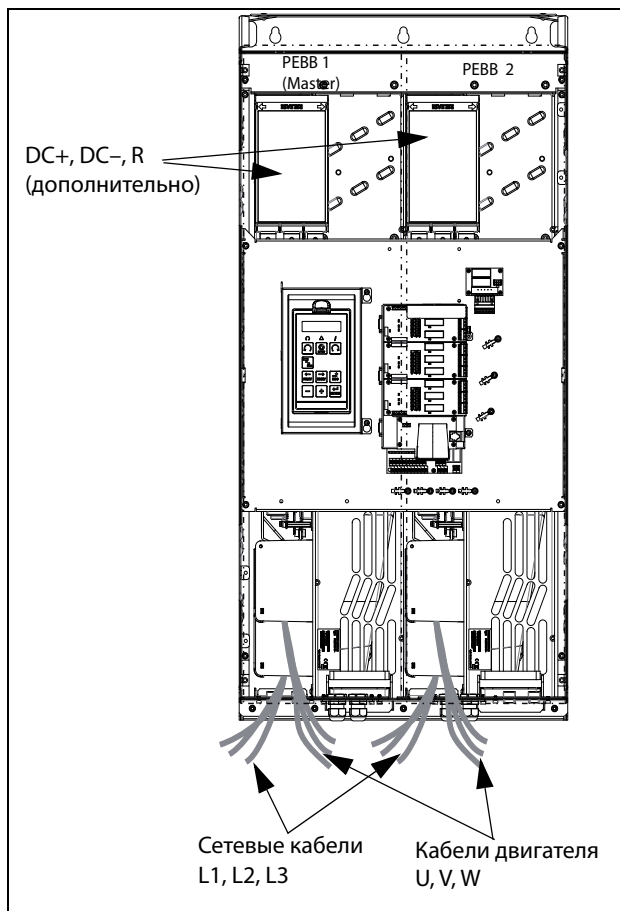 PEBB 1
(Master)
PEBB 2
DC+, DC–, R
(дополнительно)
Сетевые кабели
L1, L2, L3
Кабели двигателя
U, V, W